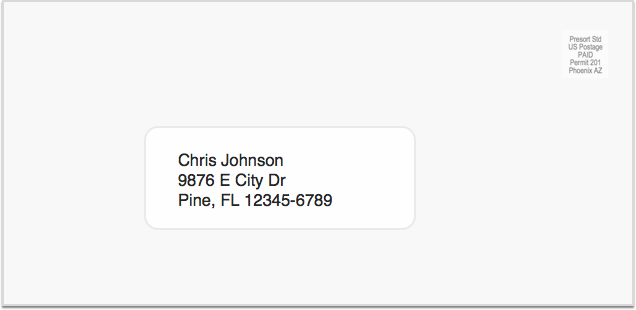 Presort Std
US Postage
PAID
Permit 201
Phoenix AZ
Chris Johnson
9876 E City Dr
Pine, FL 12345-6789